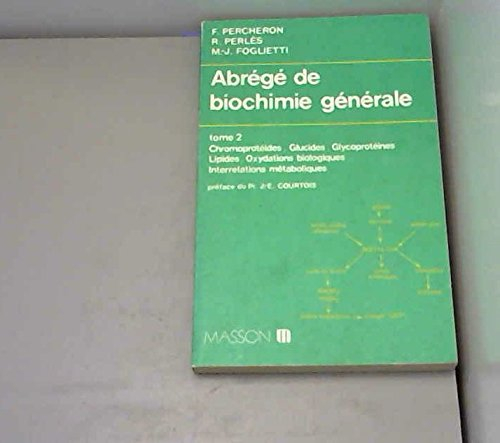 F. PERCHERON
R. PERLÈS
M.-J. FOGLIETTI
Abrégé de
biochimie générale
tome 2
Chromoprotéides Glucides Glycoprotéines
Lipides Oxydations biologiques
Interrelations métaboliques
préface du Pr. J.-E. COURTOIS
MASSON